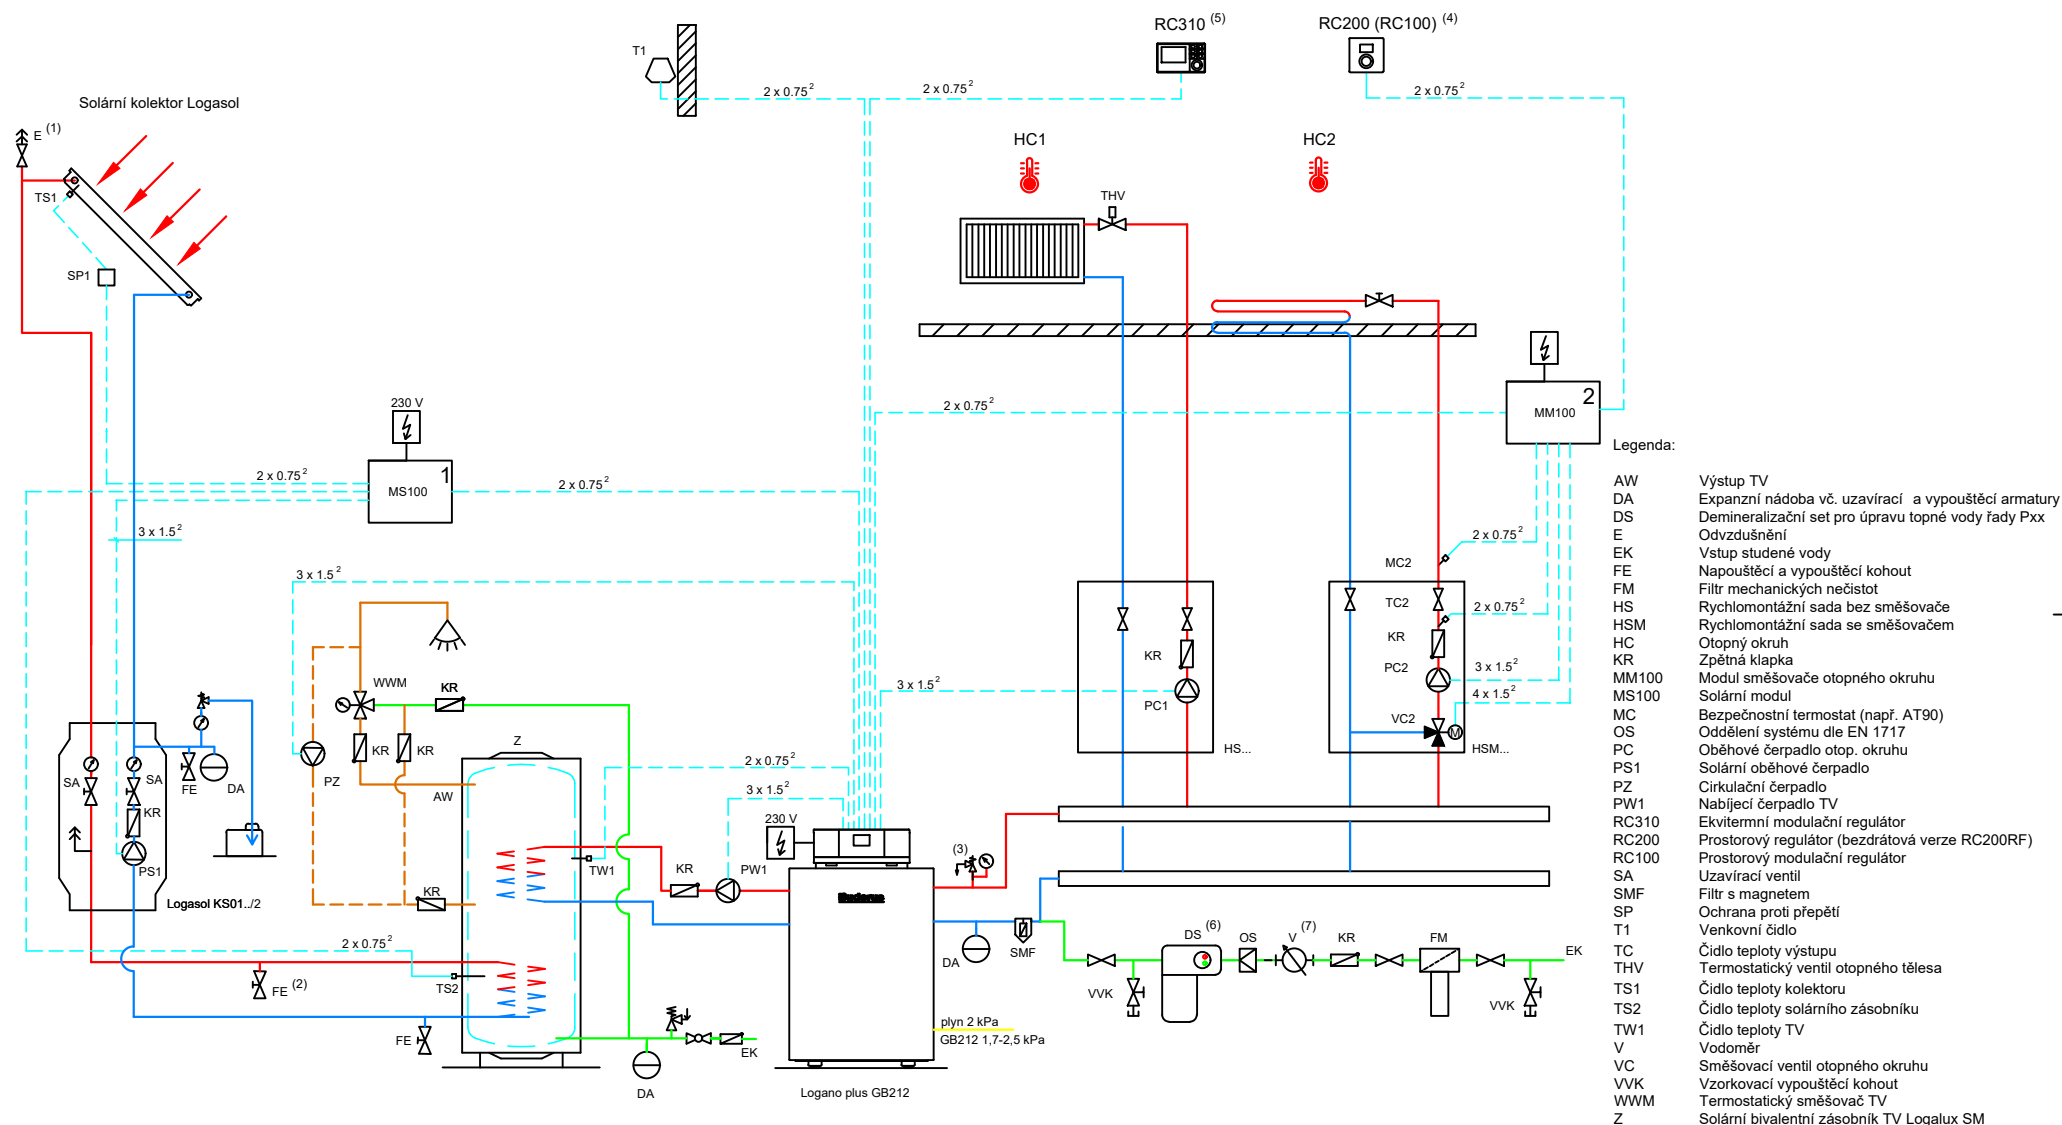 RC310 (5)
RC200 (RC100) (4)
T1
2 x 0.75²
2 x 0.75²
2 x 0.75²
Solární kolektor Logasol
E (1)
HC1
HC2
TS1
THV
SP1
230 V
2
MM100
2 x 0.75²
1
MS100
2 x 0.75²
2 x 0.75²
3 x 1.5²
2 x 0.75²
MC2
3 x 1.5²
TC2
2 x 0.75²
KR
KR
PC2
3 x 1.5²
WWM
KR
3 x 1.5²
4 x 1.5²
PC1
VC2
M
HS...
HSM...
KR
KR
PZ
Z
SA
SA
FE
DA
KR
AW
2 x 0.75²
3 x 1.5²
230 V
PS1
TW1
KR
PW1
(3)
Buderus
KR
Logasol KS01../2
2 x 0.75²
TS2
FE (2)
DA
SMF
DS (6)
OS
V (7)
KR
FM
EK
VVK
VVK
FE
EK
DA
plyn 2 kPa
GB212 1,7-2,5 kPa
Logano plus GB212
Legenda:
AW Výstup TV
DA Expanzní nádoba vč. uzavírací a vypouštěcí armatury
DS Demineralizační set pro úpravu topné vody řady Pxx
E Odvzdušnění
EK Vstup studené vody
FE Napouštěcí a vypouštěcí kohout
FM Filtr mechanických nečistot
HS Rychlomontážní sada bez směšovače
HSM Rychlomontážní sada se směšovačem
HC Otopný okruh
KR Zpětná klapka
MM100 Modul směšovače otopného okruhu
MS100 Solární modul
MC Bezpečnostní termostat (např. AT90)
OS Oddělení systému dle EN 1717
PC Oběhové čerpadlo otop. okruhu
PS1 Solární oběhové čerpadlo
PZ Cirkulační čerpadlo
PW1 Nabíjecí čerpadlo TV
RC310 Ekvitermní modulační regulátor
RC200 Prostorový regulátor (bezdrátová verze RC200RF)
RC100 Prostorový modulační regulátor
SA Uzavírací ventil
SMF Filtr s magnetem
SP Ochrana proti přepětí
T1 Venkovní čidlo
TC Čidlo teploty výstupu
THV Termostatický ventil otopného tělesa
TS1 Čidlo teploty kolektoru
TS2 Čidlo teploty solárního zásobníku
TW1 Čidlo teploty TV
V Vodoměr
VC Směšovací ventil otopného okruhu
VVK Vzorkovací vypouštěcí kohout
WWM Termostatický směšovač TV
Z Solární bivalentní zásobník TV Logalux SM